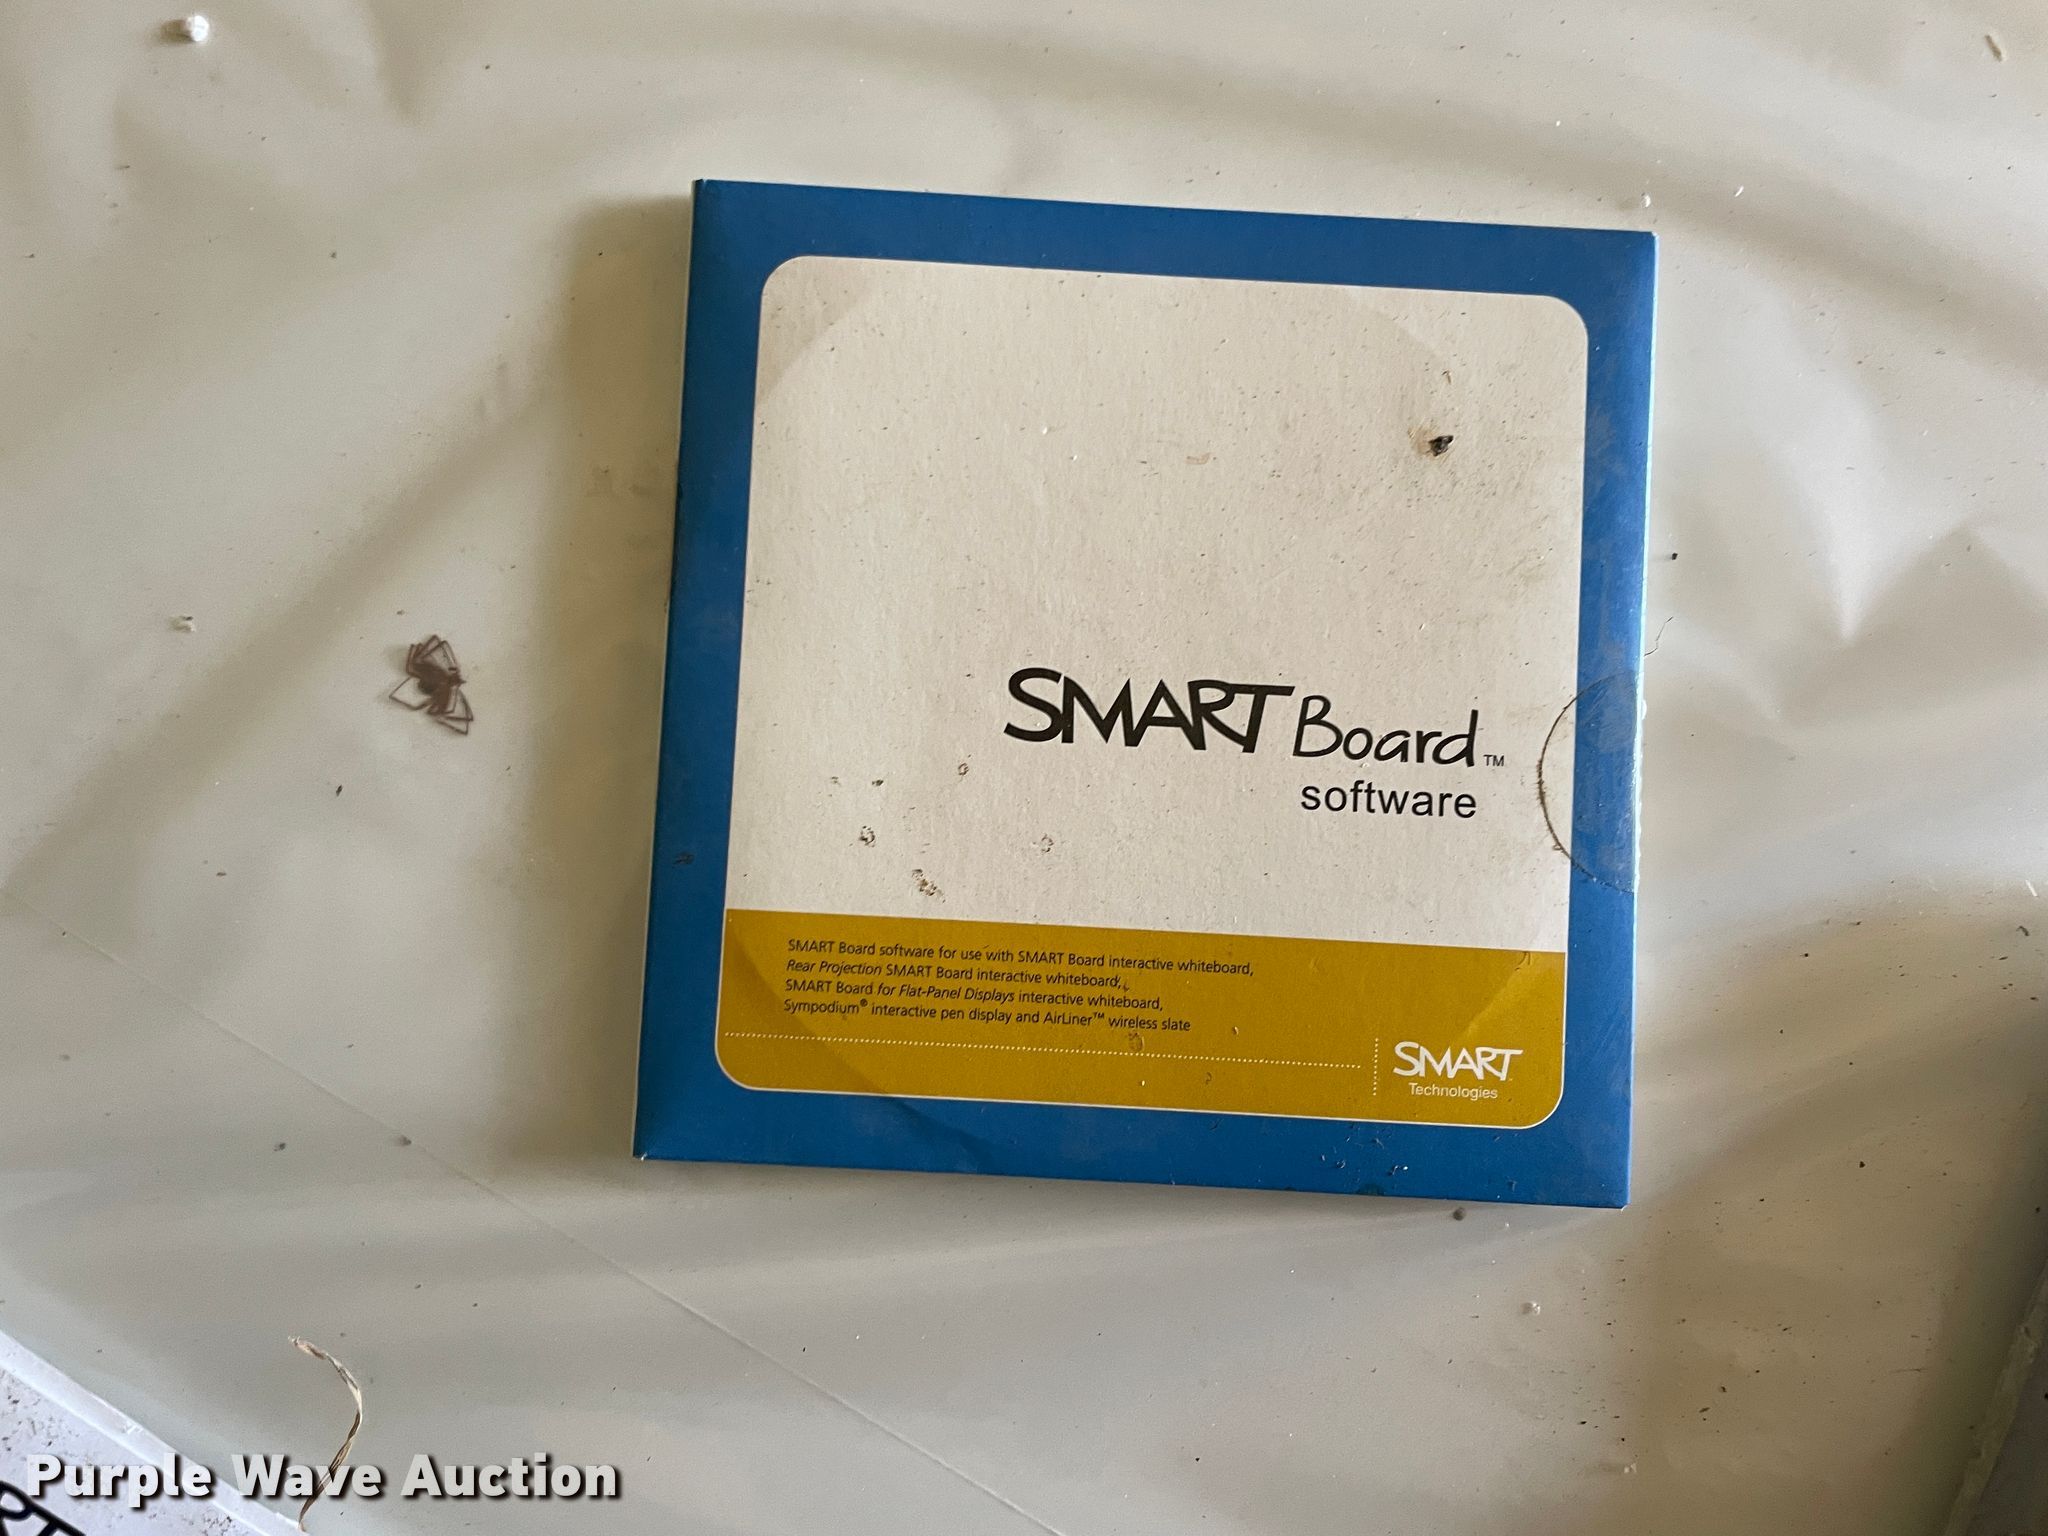 SMART Board™
software
SMART Board software for use with SMART Board interactive whiteboard,
Rear Projection SMART Board interactive whiteboard,
SMART Board for Flat-Panel Displays interactive whiteboard,
Sympodium® interactive pen display and AirLiner™ wireless slate
SMART™
Technologies
Purple Wave Auction